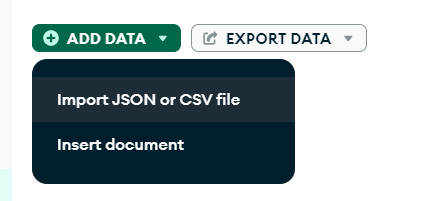 ADD DATA
EXPORT DATA
Import JSON or CSV file
Insert document